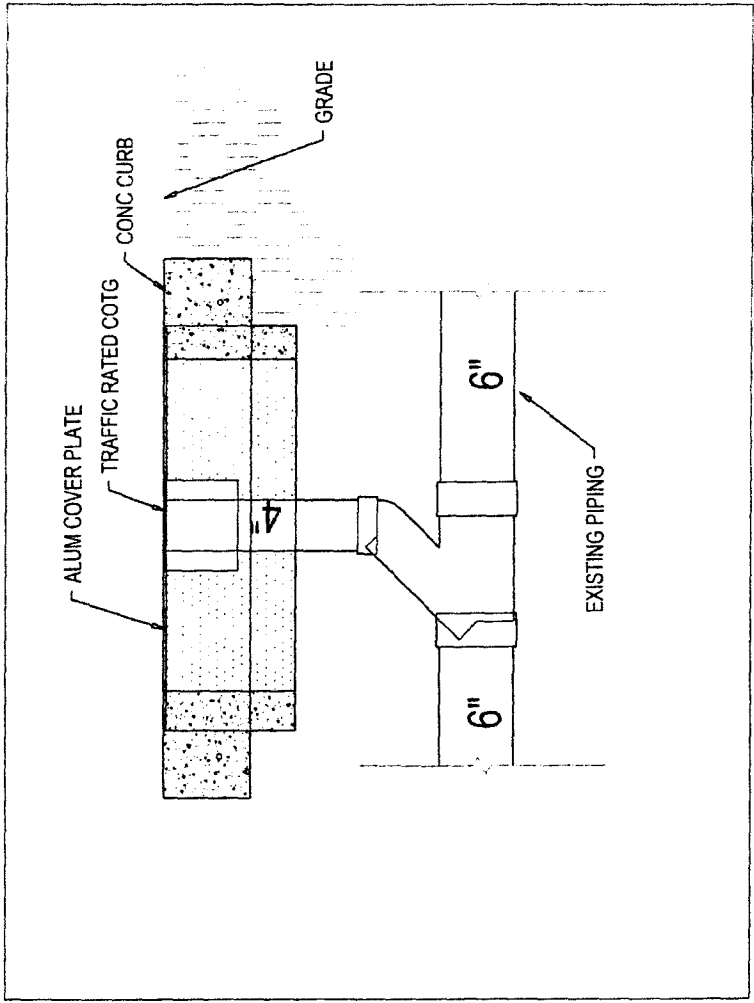 ALUM COVER PLATE
TRAFFIC RATED COTG
CONC CURB
GRADE
4"
6"
6"
EXISTING PIPING